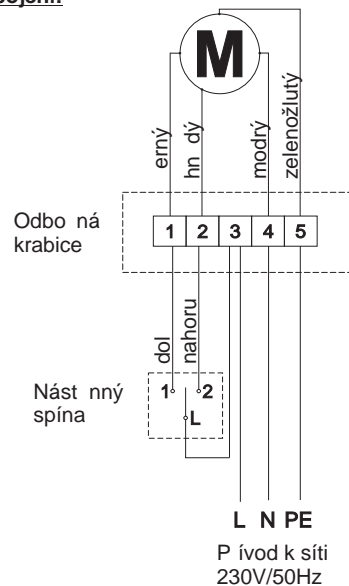 M
erný
hn dý
modrý
zelenožlutý
Odbo ná
krabice
1 2 3 4 5
dol
nahoru
Nást nný
spína
1 2
L
L N PE
P ívod k síti
230V/50Hz